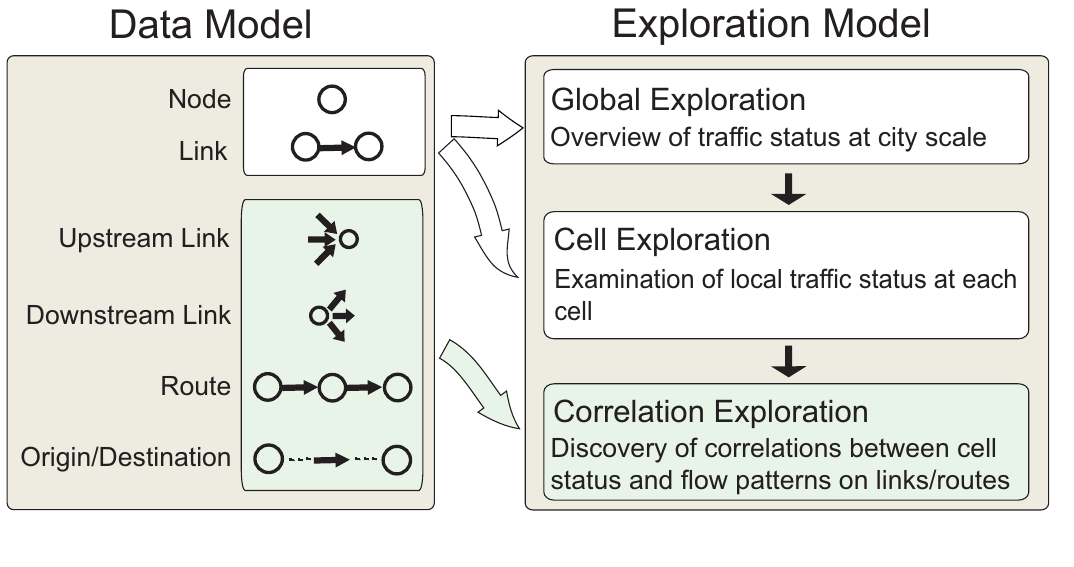 Data Model
Node
Link
Upstream Link
Downstream Link
Route
Origin/Destination
Exploration Model
Global Exploration
Overview of traffic status at city scale
Cell Exploration
Examination of local traffic status at each
cell
Correlation Exploration
Discovery of correlations between cell
status and flow patterns on links/routes